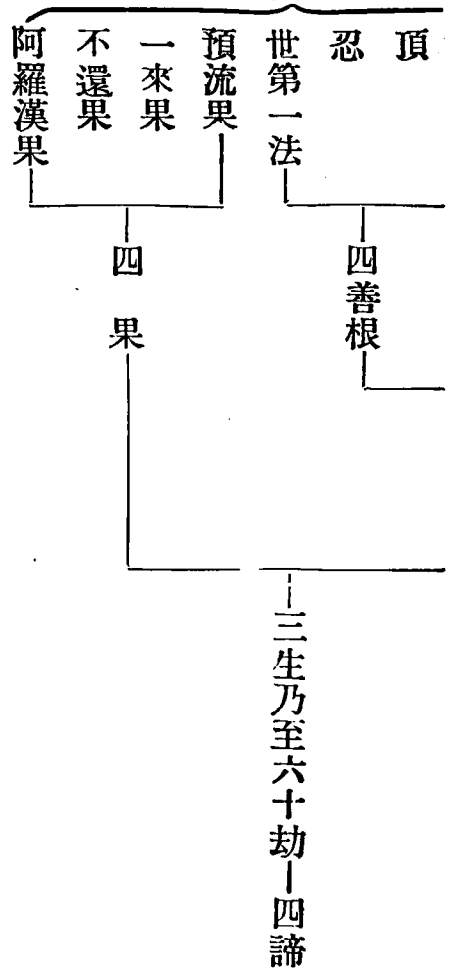 頂
忍
世第一法
預流果
一來果
不還果
阿羅漢果
四善根
四果
三生乃至六十劫
四諦